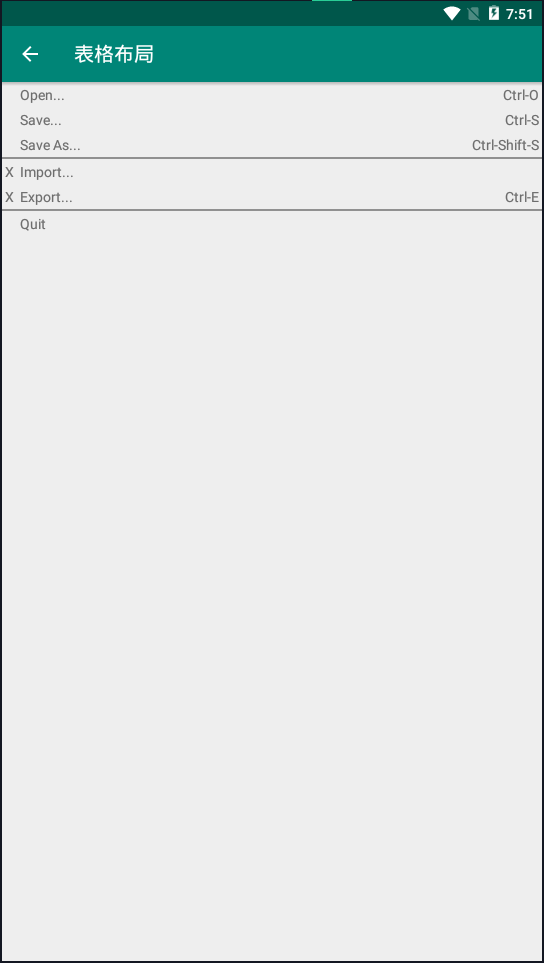 7:51
表格布局
Open... Ctrl-O
Save... Ctrl-S
Save As... Ctrl-Shift-S
X Import...
X Export... Ctrl-E
Quit